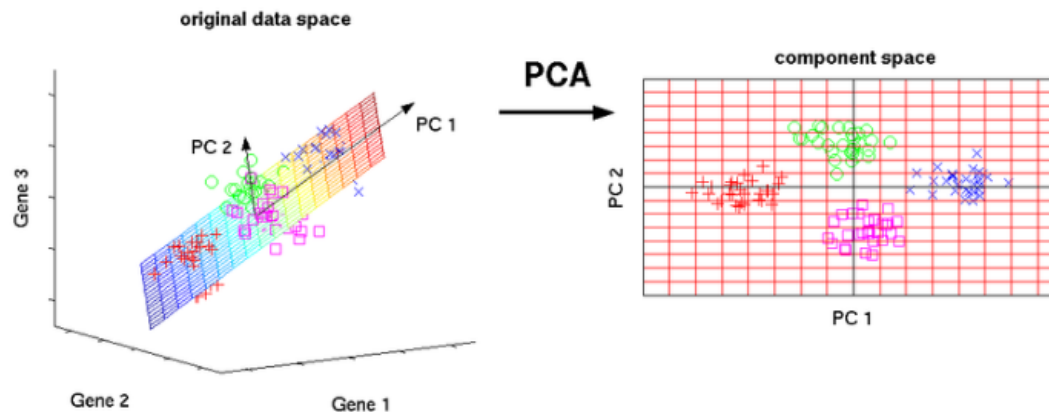 original data space
PCA
component space
PC 1
PC 2
Gene 3
PC 2
Gene 2
Gene 1
PC 1